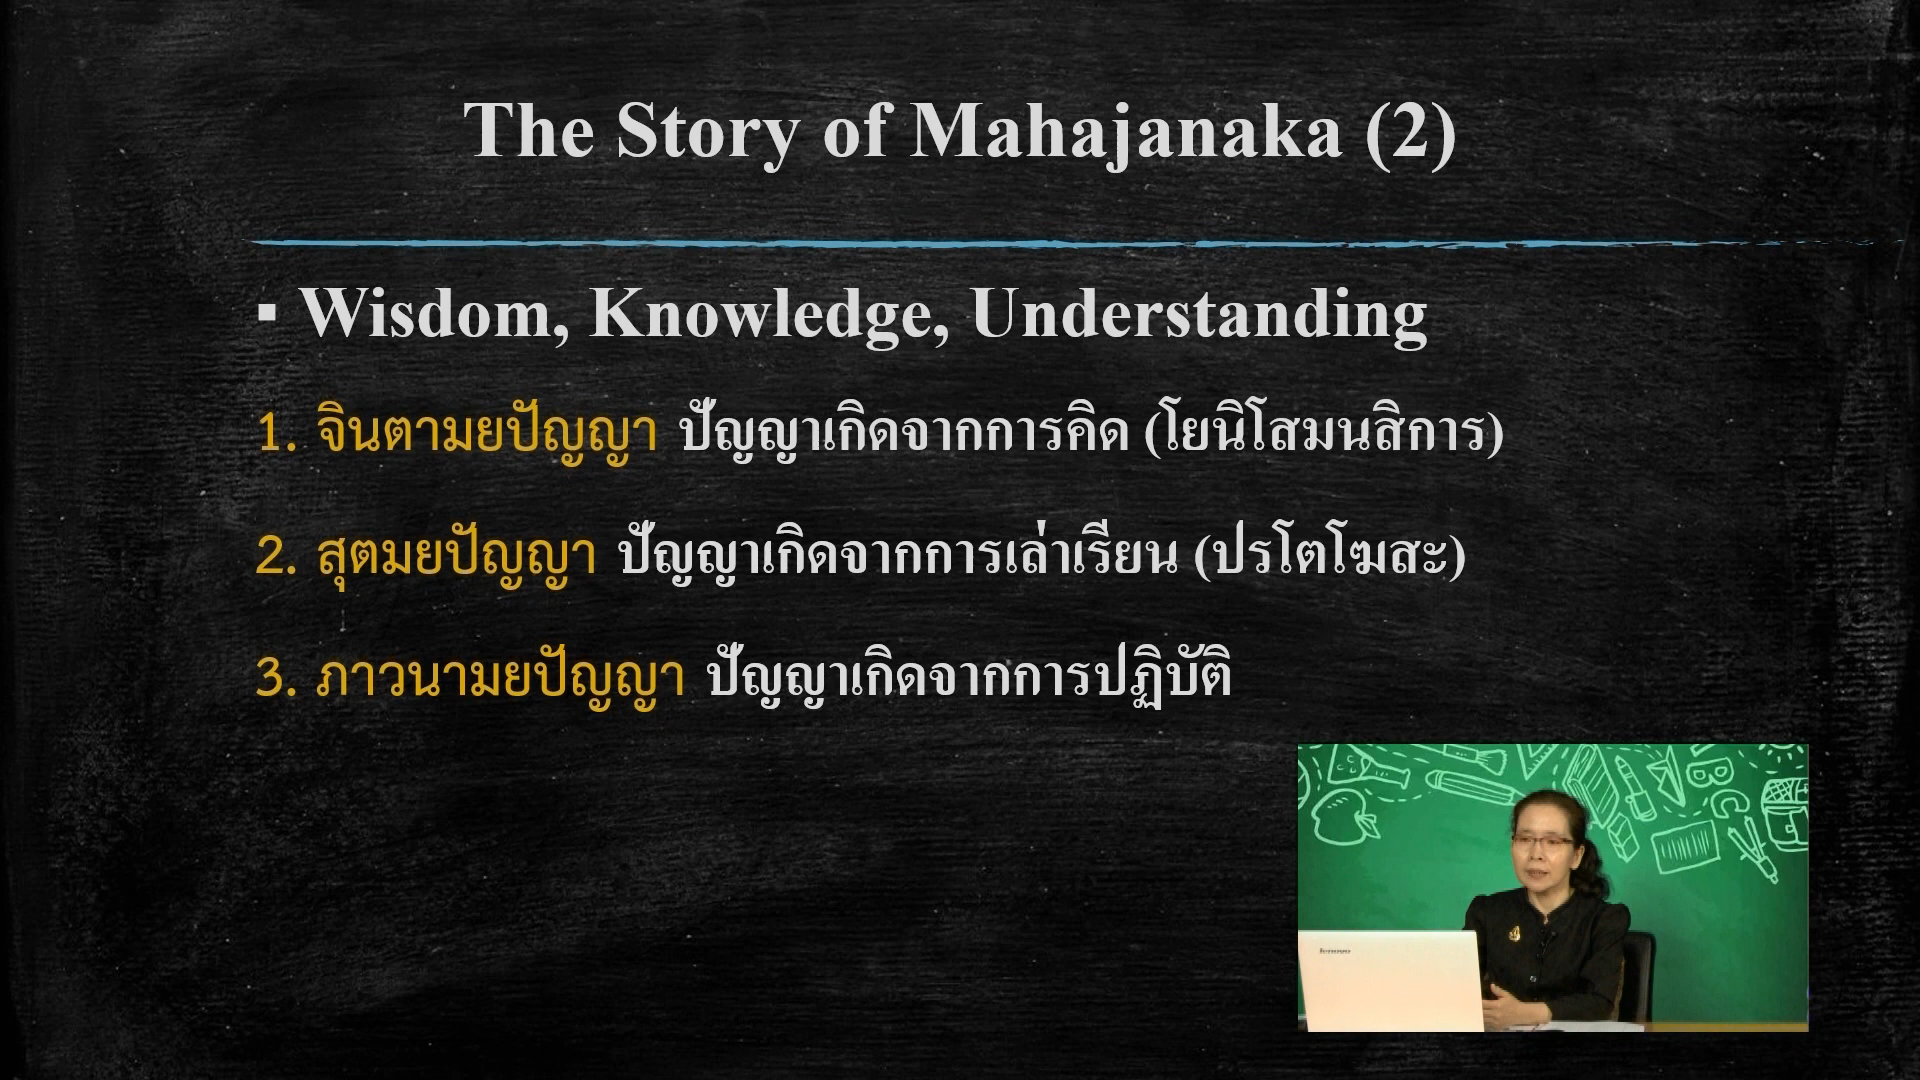 The Story of Mahajanaka (2)
▪ Wisdom, Knowledge, Understanding
1. จินตามยปัญญา ปัญญาเกิดจากการคิด (โยนิโสมนสิการ)
2. สุตมยปัญญา ปัญญาเกิดจากการเล่าเรียน (ปรโตโฆสะ)
3. ภาวนามยปัญญา ปัญญาเกิดจากการปฏิบัติ
lenovo